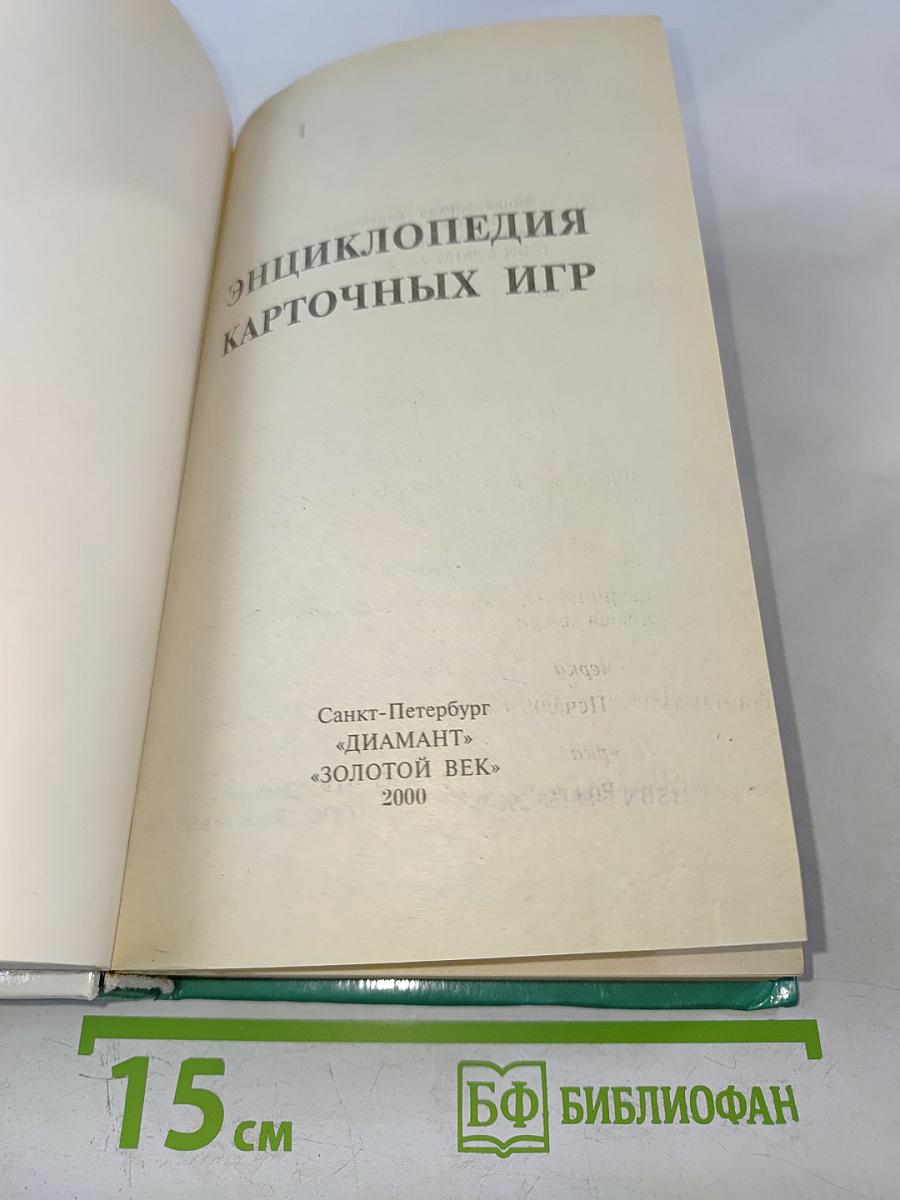 ЭНЦИКЛОПЕДИЯ
КАРТОЧНЫХ ИГР
Санкт-Петербург
«ДИАМАНТ»
«ЗОЛОТОЙ ВЕК»
2000
15 см
БФ БИБЛИОФАН